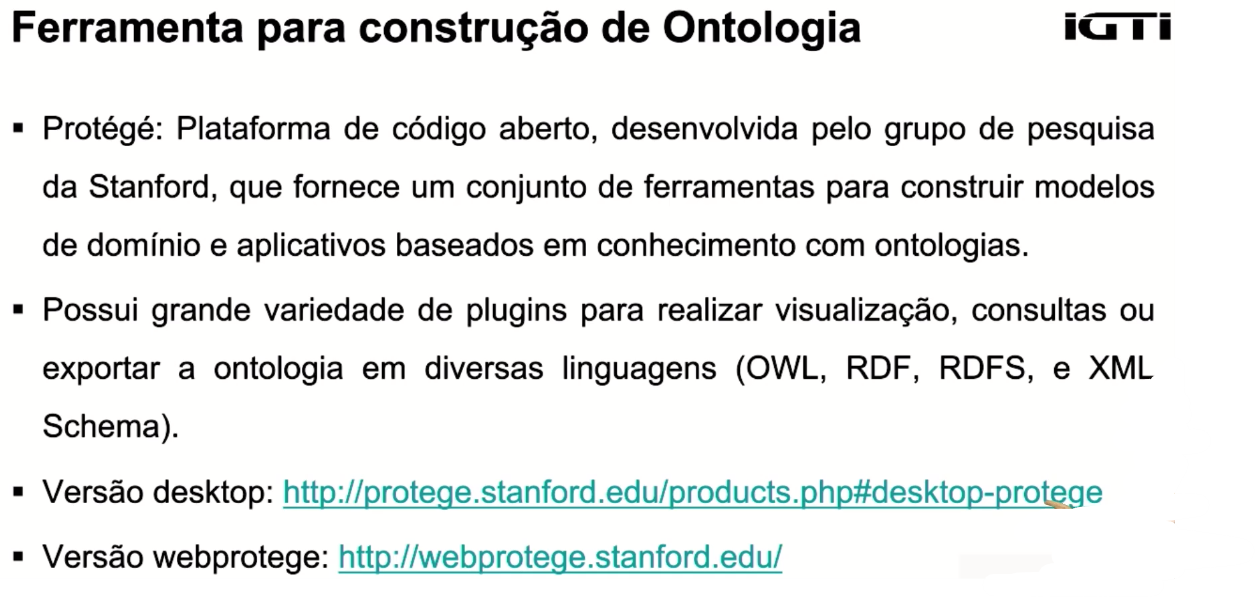 Ferramenta para construção de Ontologia
iGTi
▪ Protégé: Plataforma de código aberto, desenvolvida pelo grupo de pesquisa
da Stanford, que fornece um conjunto de ferramentas para construir modelos
de domínio e aplicativos baseados em conhecimento com ontologias.
▪ Possui grande variedade de plugins para realizar visualização, consultas ou
exportar a ontologia em diversas linguagens (OWL, RDF, RDFS, e XML
Schema).
▪ Versão desktop: http://protege.stanford.edu/products.php#desktop-protege
▪ Versão webprotege: http://webprotege.stanford.edu/